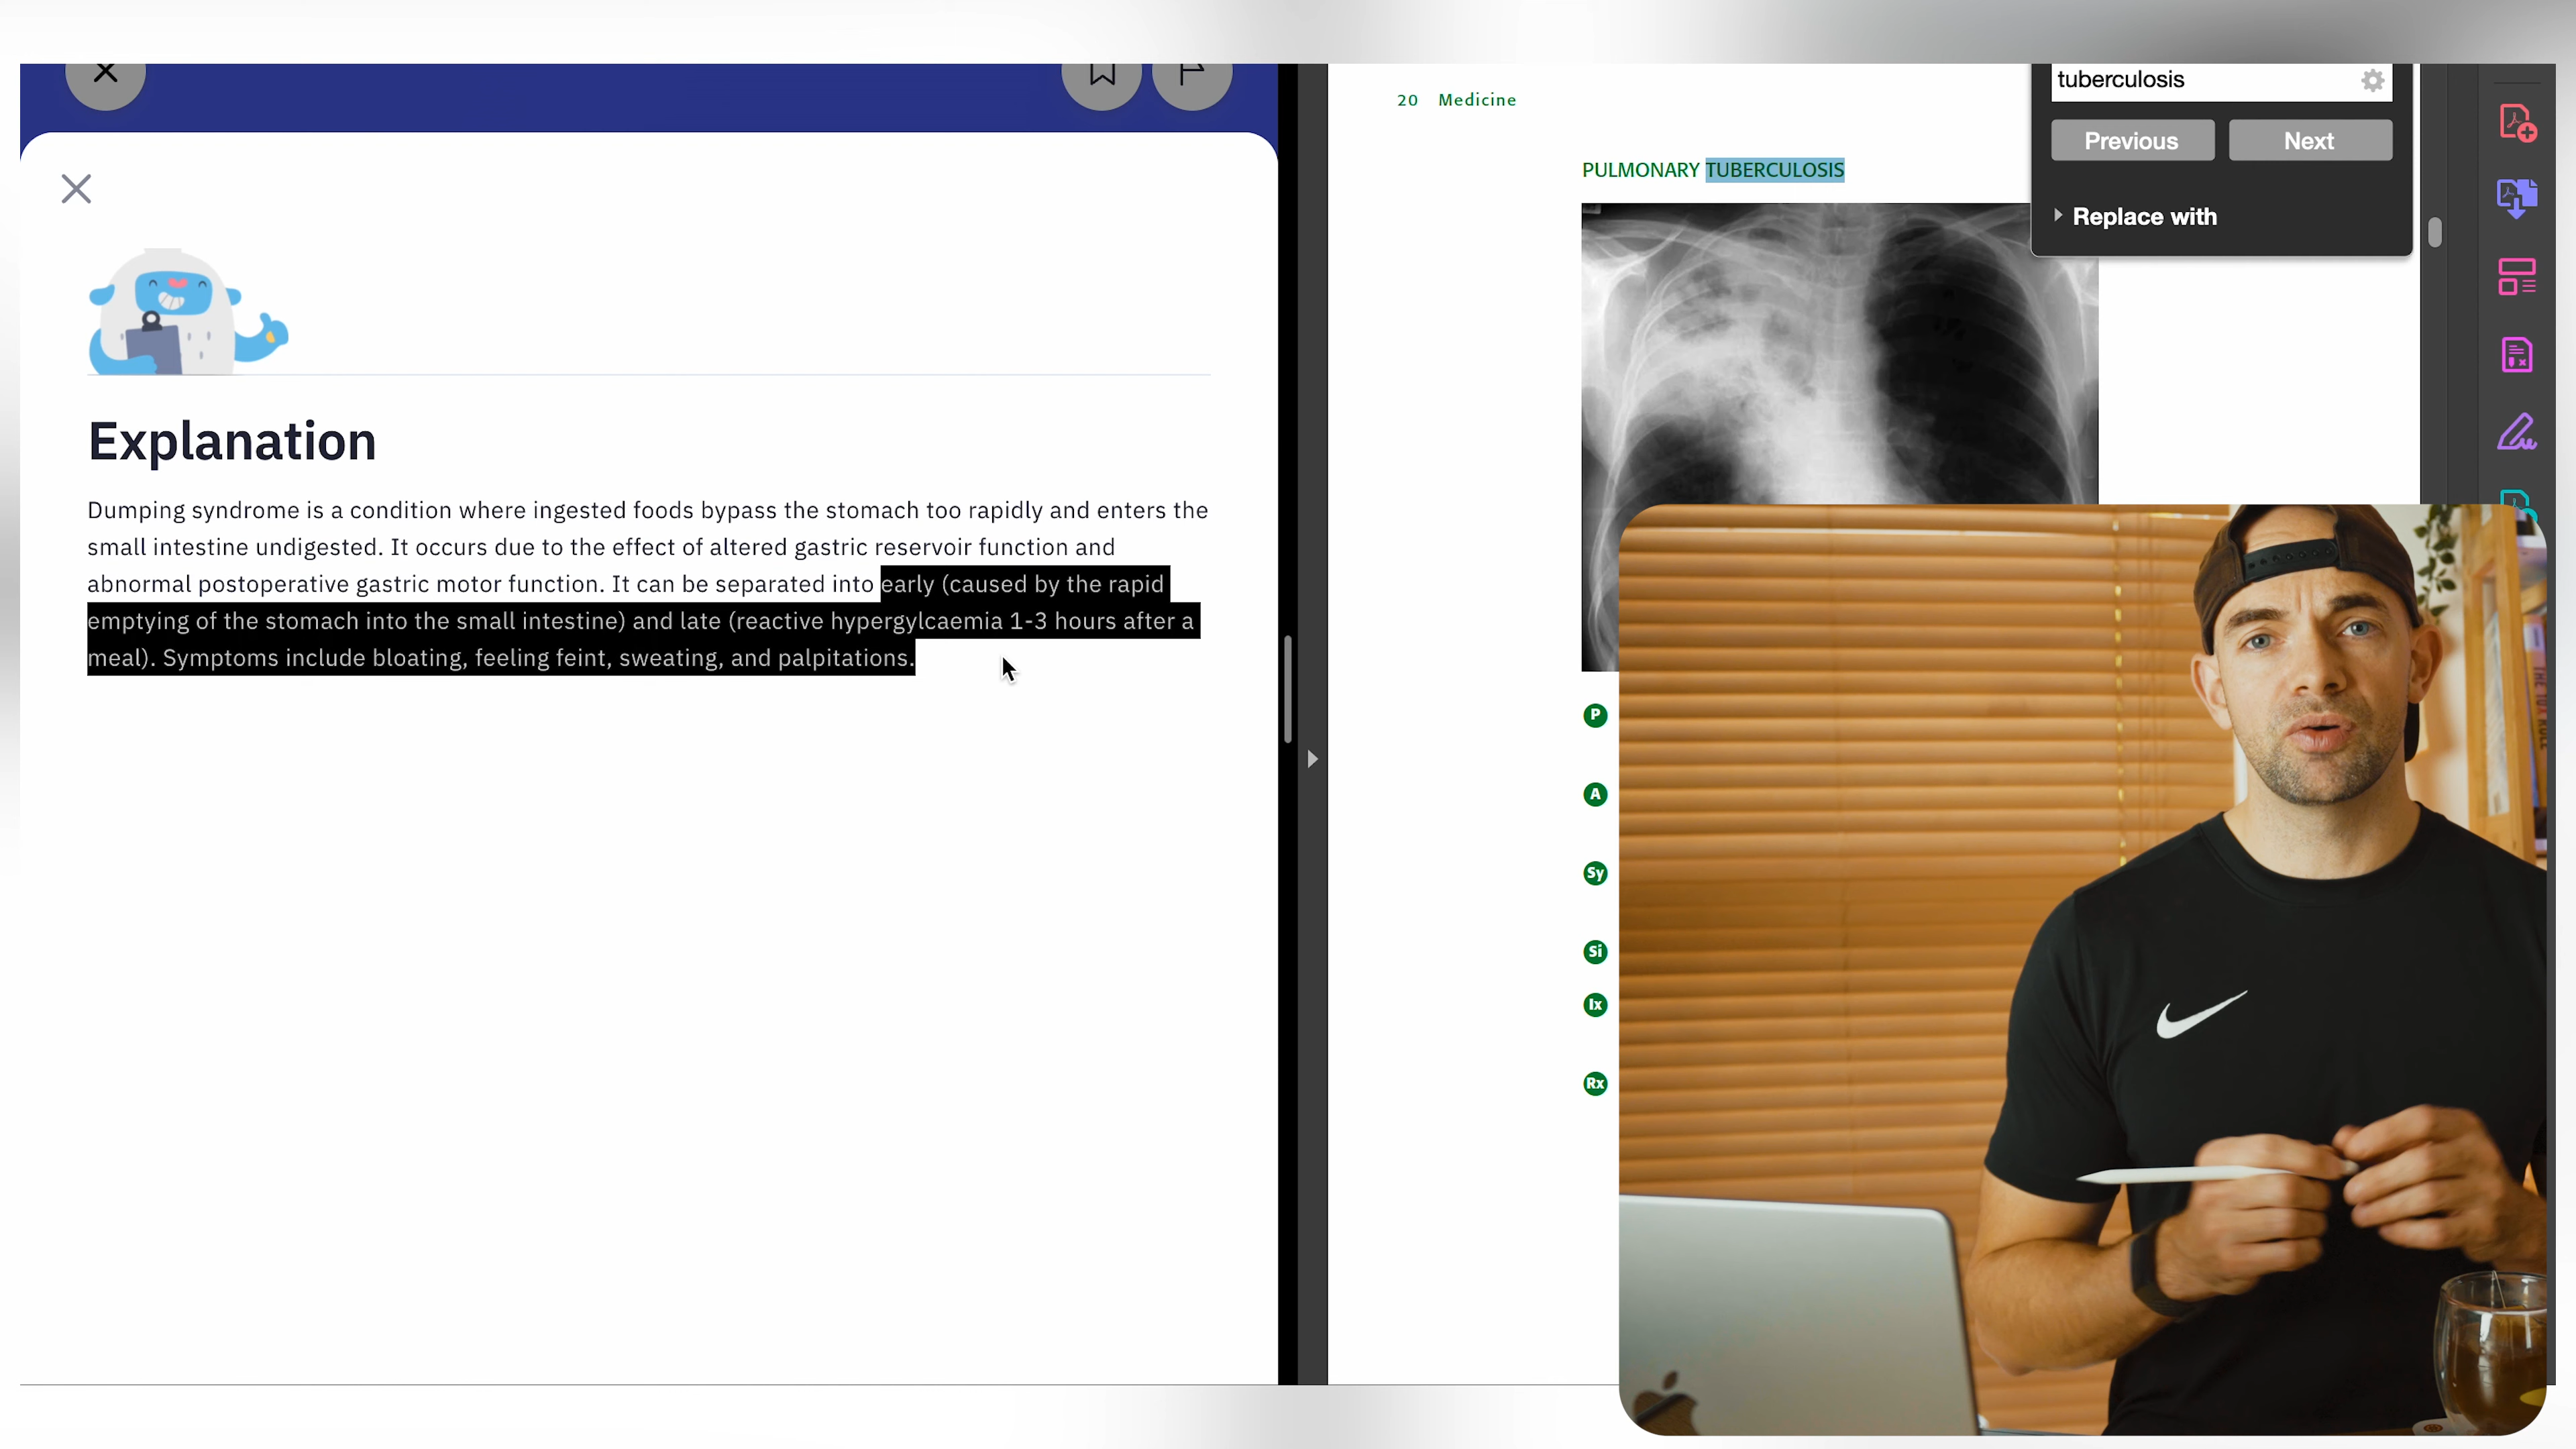 Explanation
Dumping syndrome is a condition where ingested foods bypass the stomach too rapidly and enters the
small intestine undigested. It occurs due to the effect of altered gastric reservoir function and
abnormal postoperative gastric motor function. It can be separated into early (caused by the rapid
emptying of the stomach into the small intestine) and late (reactive hypergylcaemia 1-3 hours after a
meal). Symptoms include bloating, feeling feint, sweating, and palpitations.
20 Medicine
PULMONARY TUBERCULOSIS
tuberculosis
Previous Next
Replace with
P
A
Sy
Si
Ix
Rx